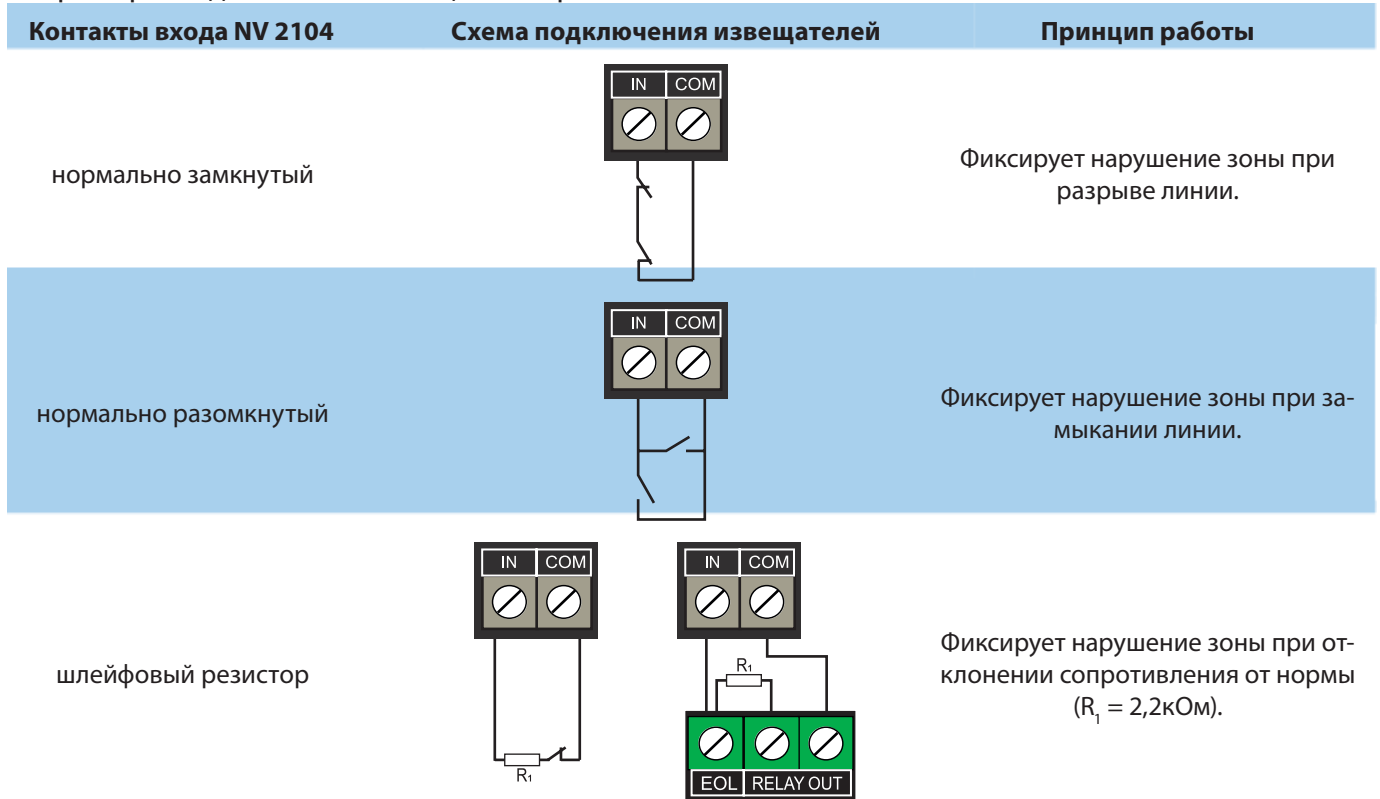 Контакты входа NV 2104 Схема подключения извещателей Принцип работы
IN COM
нормально замкнутый
Фиксирует нарушение зоны при
разрыве линии.
IN COM
нормально разомкнутый
Фиксирует нарушение зоны при за-
мыкании линии.
IN COM
IN COM
шлейфовый резистор
R₁
R₁
EOL RELAY OUT
Фиксирует нарушение зоны при от-
клонении сопротивления от нормы
(R₁ = 2,2кОм).